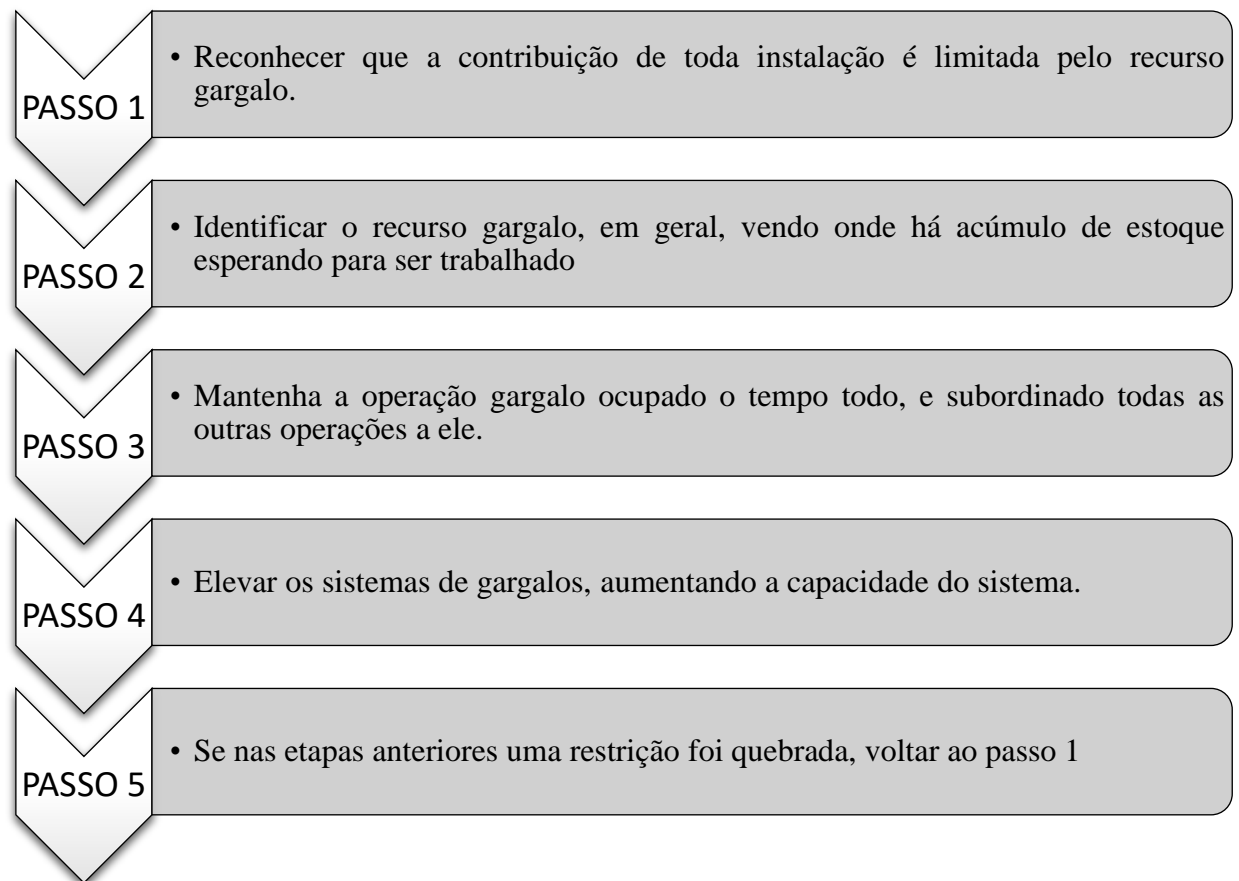 PASSO 1
• Reconhecer que a contribuição de toda instalação é limitada pelo recurso
gargalo.
PASSO 2
• Identificar o recurso gargalo, em geral, vendo onde há acúmulo de estoque
esperando para ser trabalhado
PASSO 3
• Mantenha a operação gargalo ocupado o tempo todo, e subordinado todas as
outras operações a ele.
PASSO 4
• Elevar os sistemas de gargalos, aumentando a capacidade do sistema.
PASSO 5
• Se nas etapas anteriores uma restrição foi quebrada, voltar ao passo 1